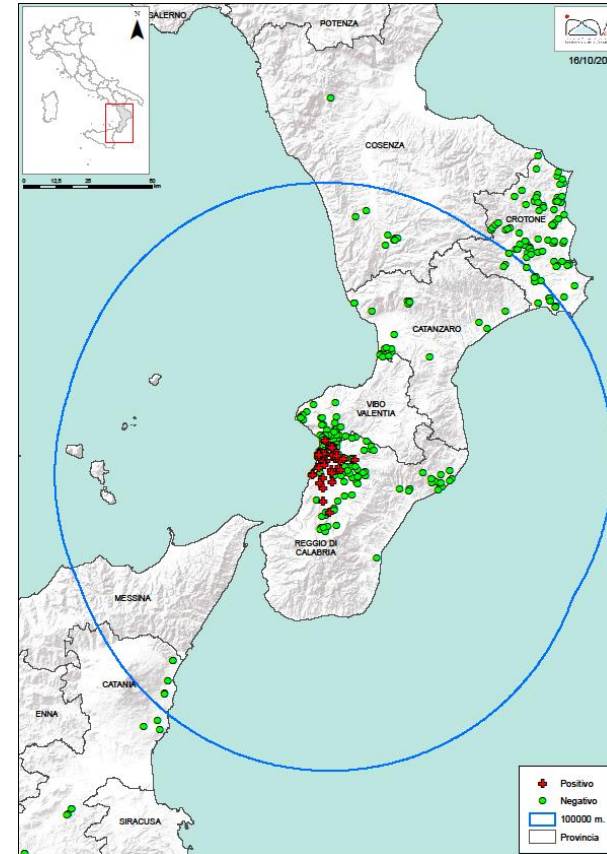 SALERNO
POTENZA
N
16/10/20
COSENZA
0 12,5 25 50
km
CROTONE
CATANZARO
VIBO
VALENTIA
REGGIO DI
CALABRIA
MESSINA
CATANIA
ENNA
SIRACUSA
Positivo
Negativo
100000 m.
Provincia